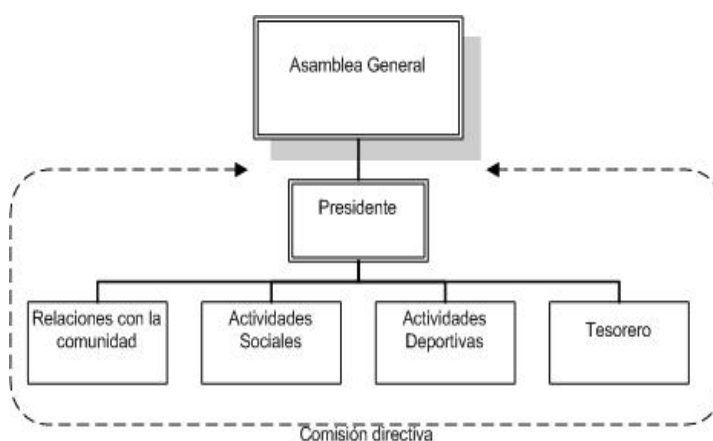 Asamblea General
Presidente
Relaciones con la
comunidad
Actividades
Sociales
Actividades
Deportivas
Tesorero
Comisión directiva